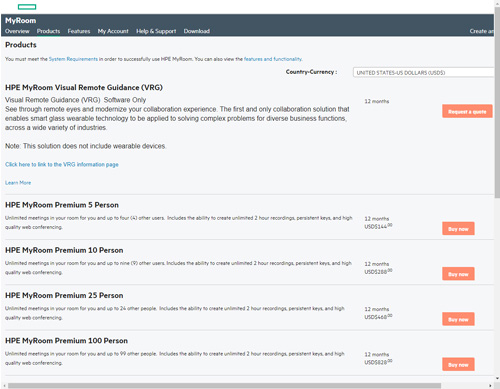 MyRoom
Overview Products Features My Account Help & Support Download Create an
Products
You must meet the System Requirements in order to successfully use HPE MyRoom. You can also view the features and functionality.
Country-Currency : UNITED STATES-US DOLLARS (USD$)
HPE MyRoom Visual Remote Guidance (VRG)
Visual Remote Guidance (VRG) Software Only 12 months
See through remote eyes and modernize your collaboration experience. The first and only collaboration solution that Request a quote
enables smart glass wearable technology to be applied to solving complex problems for diverse business functions,
across a wide variety of industries.
Note: This solution does not include wearable devices.
Click here to link to the VRG information page
Learn More
HPE MyRoom Premium 5 Person
Unlimited meetings in your room for you and up to four (4) other users. Includes the ability to create unlimited 2 hour recordings, persistent keys, and high 12 months
quality web conferencing. USD$144.00
Buy now
HPE MyRoom Premium 10 Person
Unlimited meetings in your room for you and up to nine (9) other users. Includes the ability to create unlimited 2 hour recordings, persistent keys, and high 12 months
quality web conferencing. USD$288.00
Buy now
HPE MyRoom Premium 25 Person
Unlimited meetings in your room for you and up to 24 other people. Includes the ability to create unlimited 2 hour recordings, persistent keys, and high 12 months
quality web conferencing. USD$468.00
Buy now
HPE MyRoom Premium 100 Person
Unlimited meetings in your room for you and up to 99 other people. Includes the ability to create unlimited 2 hour recordings, persistent keys, and high 12 months
quality web conferencing. USD$828.00
Buy now